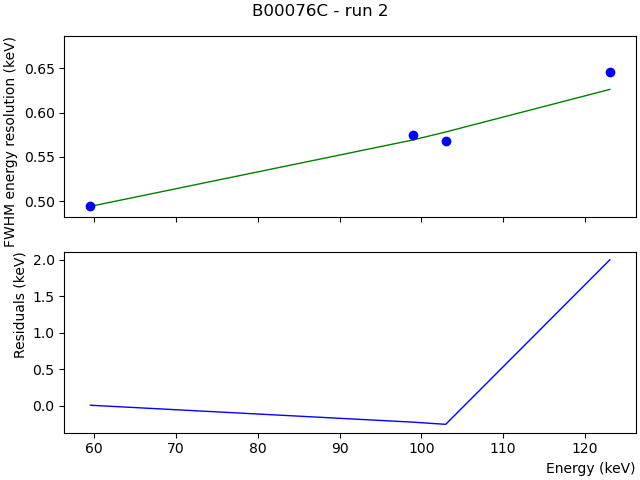 B00076C - run 2
FWHM energy resolution (keV)
0.65
0.60
0.55
0.50
Residuals (keV)
2.0
1.5
1.0
0.5
0.0
60 70 80 90 100 110 120
Energy (keV)